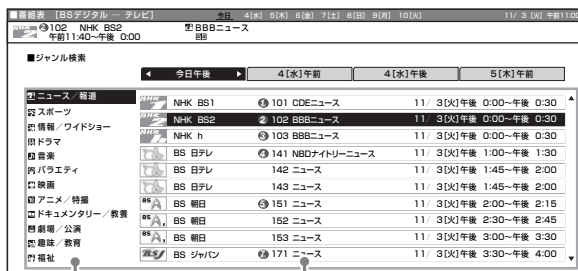 ■番組表 [BSデジタル … テレビ] 今日 4[水] 5[木] 6[金] 7[土] 8[日] 9[月] 10[火] 11/ 3 [火] 午前11:40
②102 NHK BS2 BBBニュース
午前11:40～午後 0:00
■ジャンル検索
◀ 今日午後 ▶ 4[水]午前 4[水]午後 5[木]午前
ニュース／報道
スポーツ
情報／ワイドショー
ドラマ
音楽
バラエティ
映画
アニメ／特撮
ドキュメンタリー／教養
劇場／公演
趣味／教育
福祉
NHK BS1 ①101 CDEニュース 11/ 3[火]午後 0:00～午後 0:30
NHK BS2 ②102 BBBニュース 11/ 3[火]午後 0:00～午後 0:30
NHK h ③103 BBBニュース 11/ 3[火]午後 0:00～午後 0:30
BS 日テレ ④141 NBDナイトリーニュース 11/ 3[火]午後 1:00～午後 1:30
BS 日テレ 142 ニュース 11/ 3[火]午後 1:45～午後 2:00
BS 日テレ 143 ニュース 11/ 3[火]午後 1:45～午後 2:00
BS 朝日 ⑤151 ニュース 11/ 3[火]午後 2:00～午後 2:15
BS 朝日 152 ニュース 11/ 3[火]午後 2:30～午後 2:45
BS 朝日 153 ニュース 11/ 3[火]午後 3:00～午後 3:30
BS ジャパン ⑦171 ニュース 11/ 3[火]午後 3:30～午後 4:00